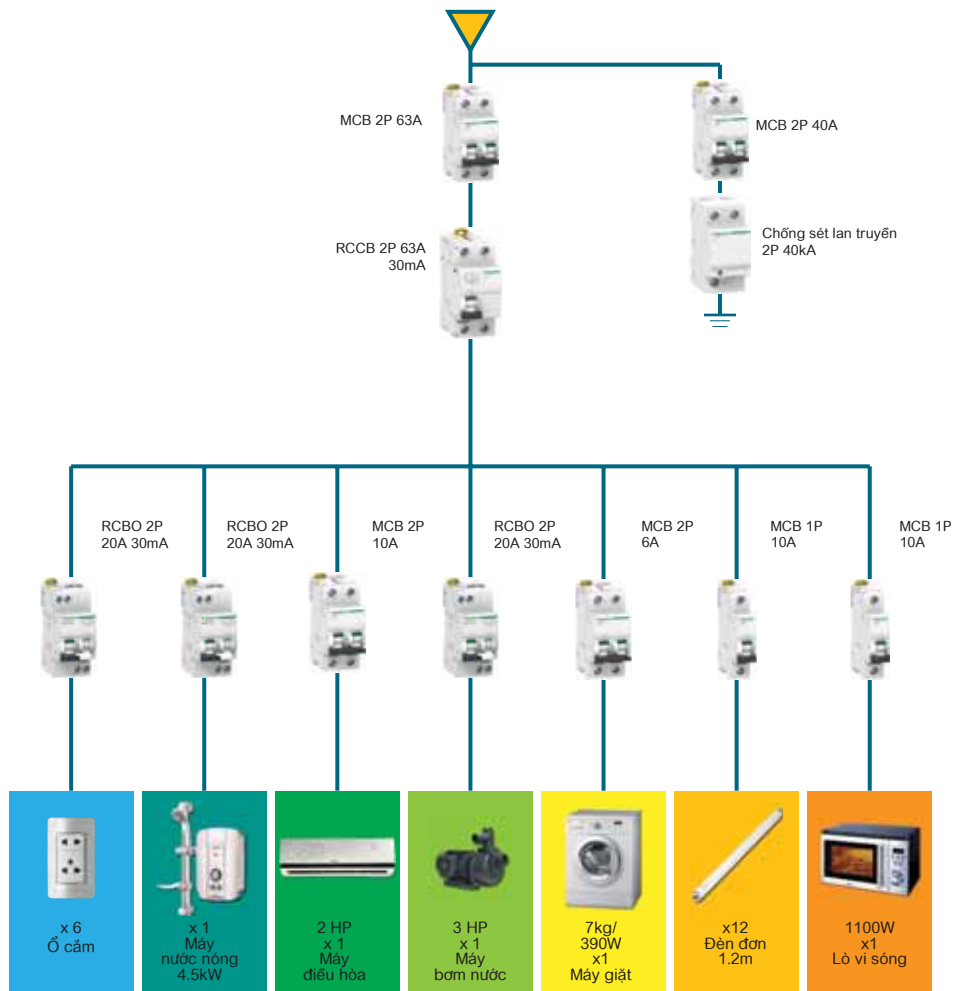 MCB 2P 63A
MCB 2P 40A
RCCB 2P 63A
30mA
Chống sét lan truyền
2P 40kA
RCBO 2P
20A 30mA
RCBO 2P
20A 30mA
MCB 2P
10A
RCBO 2P
20A 30mA
MCB 2P
6A
MCB 1P
10A
MCB 1P
10A
x 6
Ổ cắm
x 1
Máy
nước nóng
4.5kW
2 HP
x 1
Máy
điều hòa
3 HP
x 1
Máy
bơm nước
7kg/
390W
x1
Máy giặt
x12
Đèn đơn
1.2m
1100W
x1
Lò vi sóng